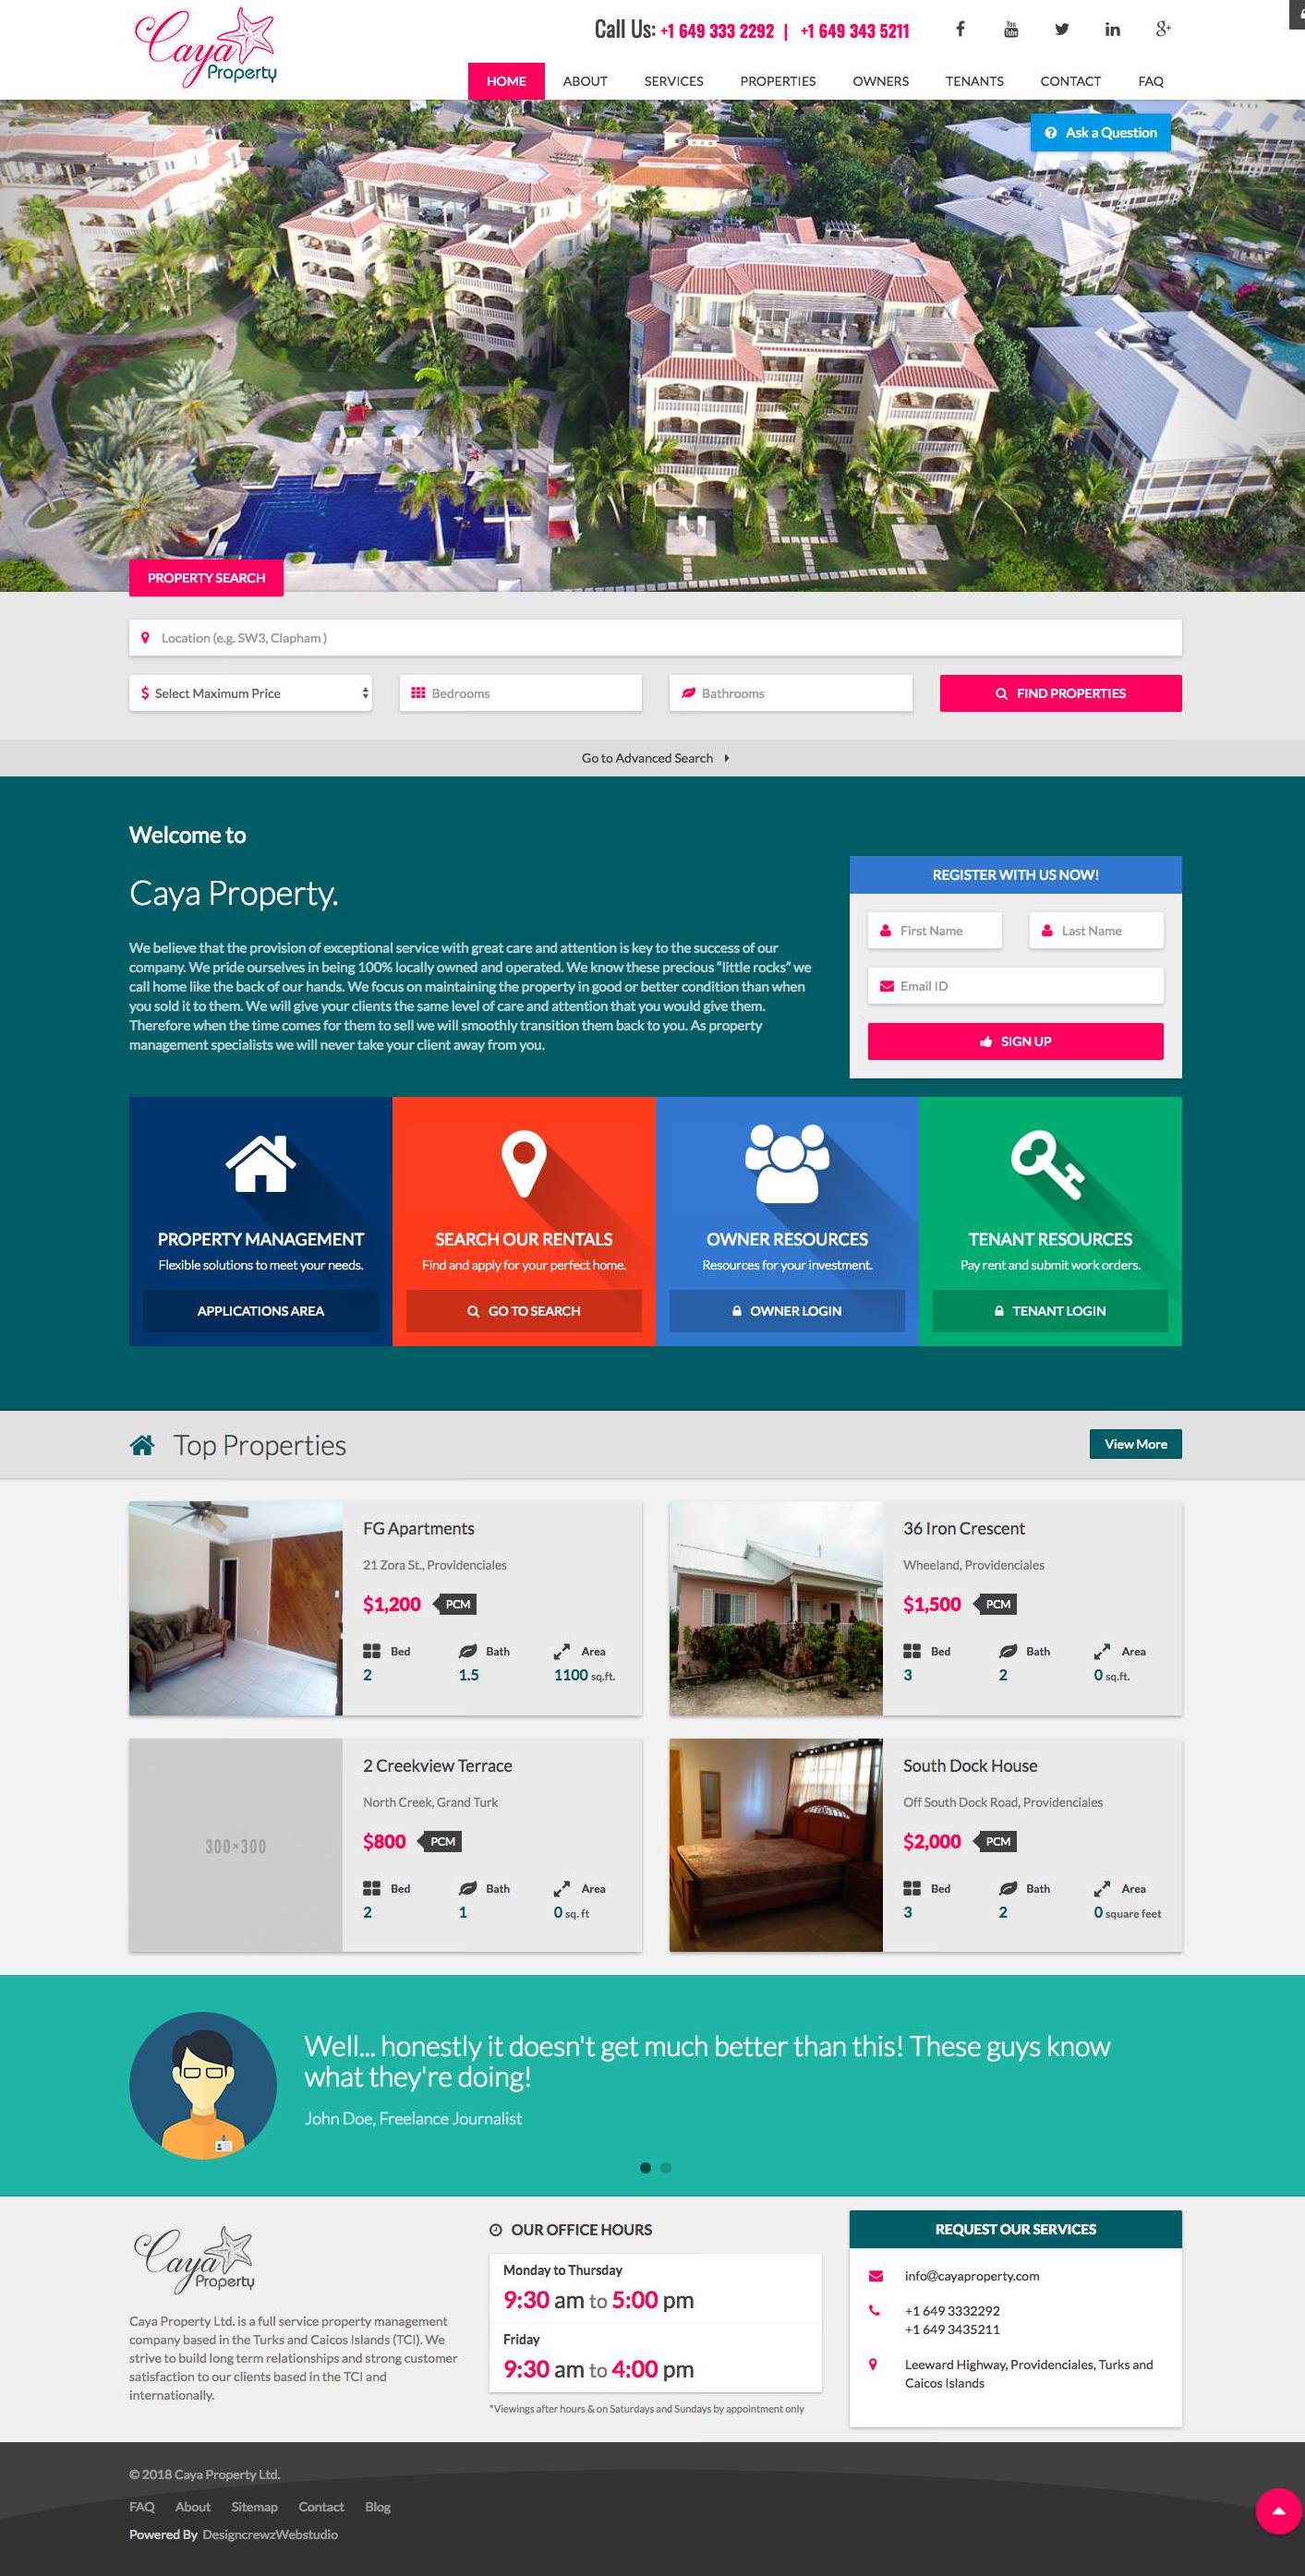 Caya
Property
Call Us: +1 649 333 2292 | +1 649 343 5211
HOME ABOUT SERVICES PROPERTIES OWNERS TENANTS CONTACT FAQ
Ask a Question
PROPERTY SEARCH
Location (e.g. SW3, Clapham )
$ Select Maximum Price Bedrooms Bathrooms FIND PROPERTIES
Go to Advanced Search
Welcome to
Caya Property.
We believe that the provision of exceptional service with great care and attention is key to the success of our
company. We pride ourselves in being 100% locally owned and operated. We know these precious “little rocks” we
call home like the back of our hands. We focus on maintaining the property in good or better condition than when
you sold it to them. We will give your clients the same level of care and attention that you would give them.
Therefore when the time comes for them to sell we will smoothly transition them back to you. As property
management specialists we will never take your client away from you.
REGISTER WITH US NOW!
First Name Last Name
Email ID
SIGN UP
PROPERTY MANAGEMENT
Flexible solutions to meet your needs.
APPLICATIONS AREA
SEARCH OUR RENTALS
Find and apply for your perfect home.
GO TO SEARCH
OWNER RESOURCES
Resources for your investment.
OWNER LOGIN
TENANT RESOURCES
Pay rent and submit work orders.
TENANT LOGIN
Top Properties
View More
FG Apartments
21 Zora St., Providenciales
$1,200 PCM
Bed Bath Area
2 1.5 1100 sq.ft.
36 Iron Crescent
Wheeland, Providenciales
$1,500 PCM
Bed Bath Area
3 2 0 sq.ft.
300×300
2 Creekview Terrace
North Creek, Grand Turk
$800 PCM
Bed Bath Area
2 1 0 sq. ft
South Dock House
Off South Dock Road, Providenciales
$2,000 PCM
Bed Bath Area
3 2 0 square feet
Well... honestly it doesn't get much better than this! These guys know
what they're doing!
John Doe, Freelance Journalist
Caya
Property
Caya Property Ltd. is a full service property management
company based in the Turks and Caicos Islands (TCI). We
strive to build long term relationships and strong customer
satisfaction to our clients based in the TCI and
internationally.
OUR OFFICE HOURS
Monday to Thursday
9:30 am to 5:00 pm
Friday
9:30 am to 4:00 pm
*Viewings after hours & on Saturdays and Sundays by appointment only
REQUEST OUR SERVICES
info@cayaproperty.com
+1 649 3332292
+1 649 3435211
Leeward Highway, Providenciales, Turks and
Caicos Islands
© 2018 Caya Property Ltd.
FAQ About Sitemap Contact Blog
Powered By DesigncrewzWebstudio